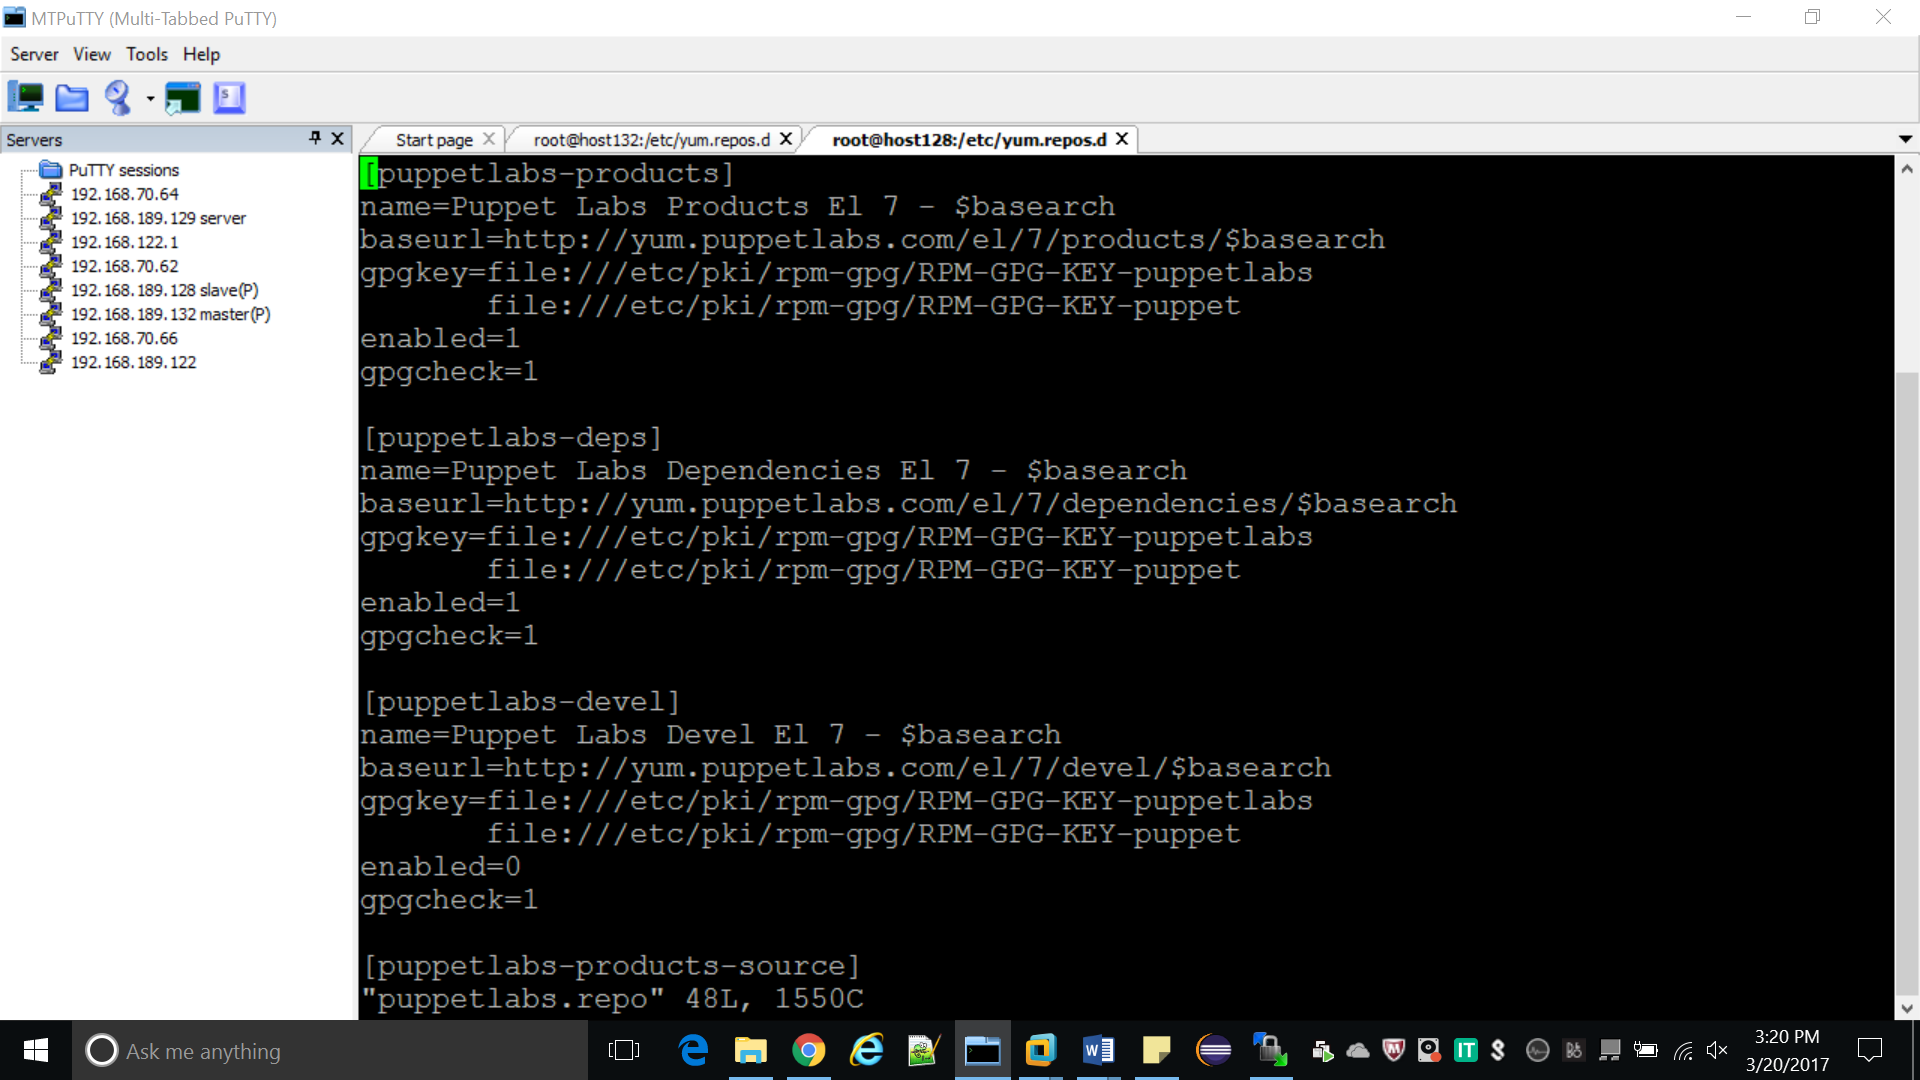 MTPuTTY (Multi-Tabbed PuTTY)
Server View Tools Help
Servers
PuTTY sessions
192.168.70.64
192.168.189.129 server
192.168.122.1
192.168.70.62
192.168.189.128 slave(P)
192.168.189.132 master(P)
192.168.70.66
192.168.189.122
Start page
root@host132:/etc/yum.repos.d
root@host128:/etc/yum.repos.d
[puppetlabs-products]
name=Puppet Labs Products El 7 - $basearch
baseurl=http://yum.puppetlabs.com/el/7/products/$basearch
gpgkey=file:///etc/pki/rpm-gpg/RPM-GPG-KEY-puppetlabs
file:///etc/pki/rpm-gpg/RPM-GPG-KEY-puppet
enabled=1
gpgcheck=1
[puppetlabs-deps]
name=Puppet Labs Dependencies El 7 - $basearch
baseurl=http://yum.puppetlabs.com/el/7/dependencies/$basearch
gpgkey=file:///etc/pki/rpm-gpg/RPM-GPG-KEY-puppetlabs
file:///etc/pki/rpm-gpg/RPM-GPG-KEY-puppet
enabled=1
gpgcheck=1
[puppetlabs-devel]
name=Puppet Labs Devel El 7 - $basearch
baseurl=http://yum.puppetlabs.com/el/7/devel/$basearch
gpgkey=file:///etc/pki/rpm-gpg/RPM-GPG-KEY-puppetlabs
file:///etc/pki/rpm-gpg/RPM-GPG-KEY-puppet
enabled=0
gpgcheck=1
[puppetlabs-products-source]
"puppetlabs.repo" 48L, 1550C
Ask me anything
IT
3:20 PM
3/20/2017